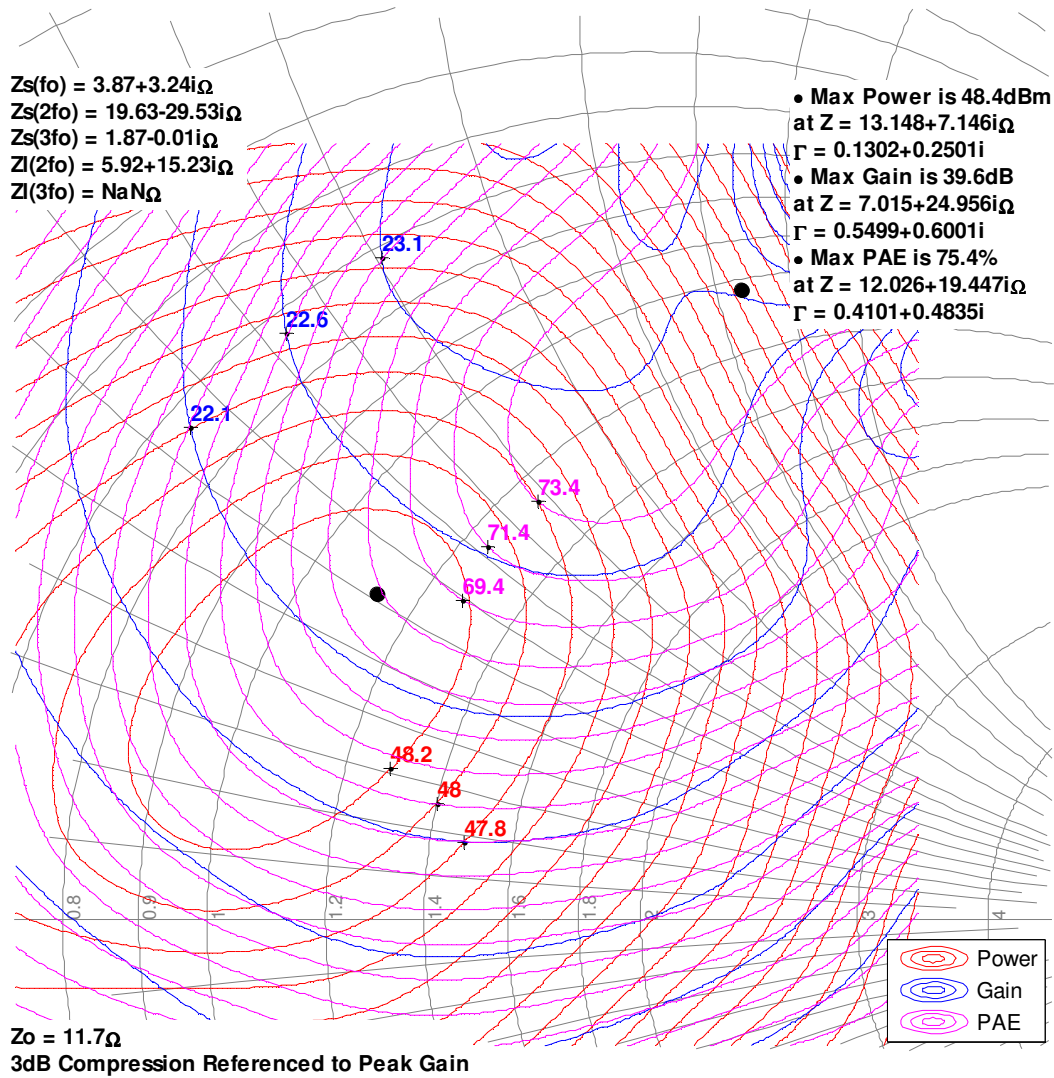 Zs(fo) = 3.87+3.24iΩ
Zs(2fo) = 19.63-29.53iΩ
Zs(3fo) = 1.87-0.01iΩ
Zl(2fo) = 5.92+15.23iΩ
Zl(3fo) = NaNΩ
• Max Power is 48.4dBm
at Z = 13.148+7.146iΩ
Γ = 0.1302+0.2501i
• Max Gain is 39.6dB
at Z = 7.015+24.956iΩ
Γ = 0.5499+0.6001i
• Max PAE is 75.4%
at Z = 12.026+19.447iΩ
Γ = 0.4101+0.4835i
23.1
22.6
22.1
73.4
71.4
69.4
48.2
48
47.8
0.8
0.9
1
1.2
1.4
1.6
1.8
2
3
4
Power
Gain
PAE
Zo = 11.7Ω
3dB Compression Referenced to Peak Gain